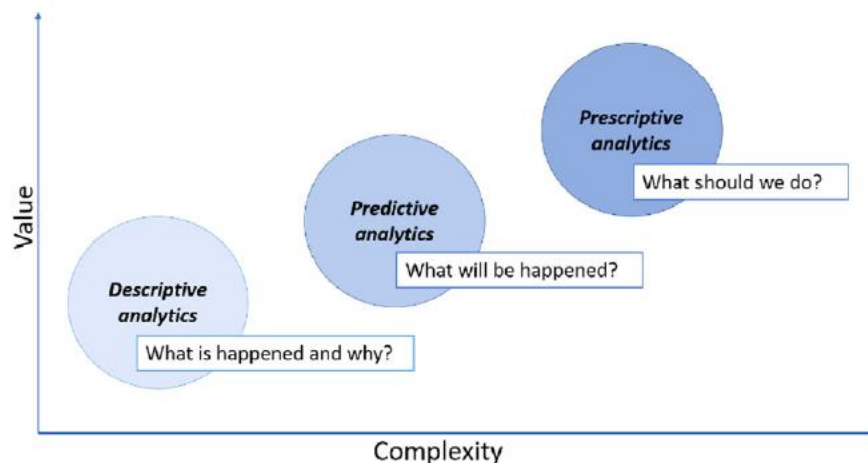 Prescriptive
analytics
What should we do?
Predictive
analytics
What will be happened?
Descriptive
analytics
What is happened and why?
Value
Complexity